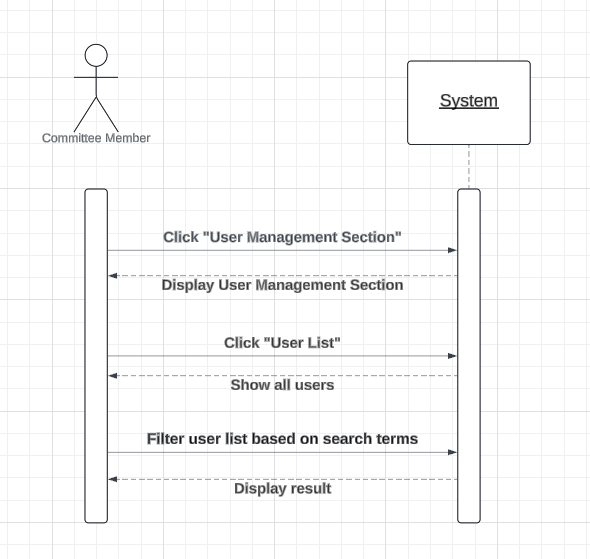 System
Committee Member
Click "User Management Section"
Display User Management Section
Click "User List"
Show all users
Filter user list based on search terms
Display result